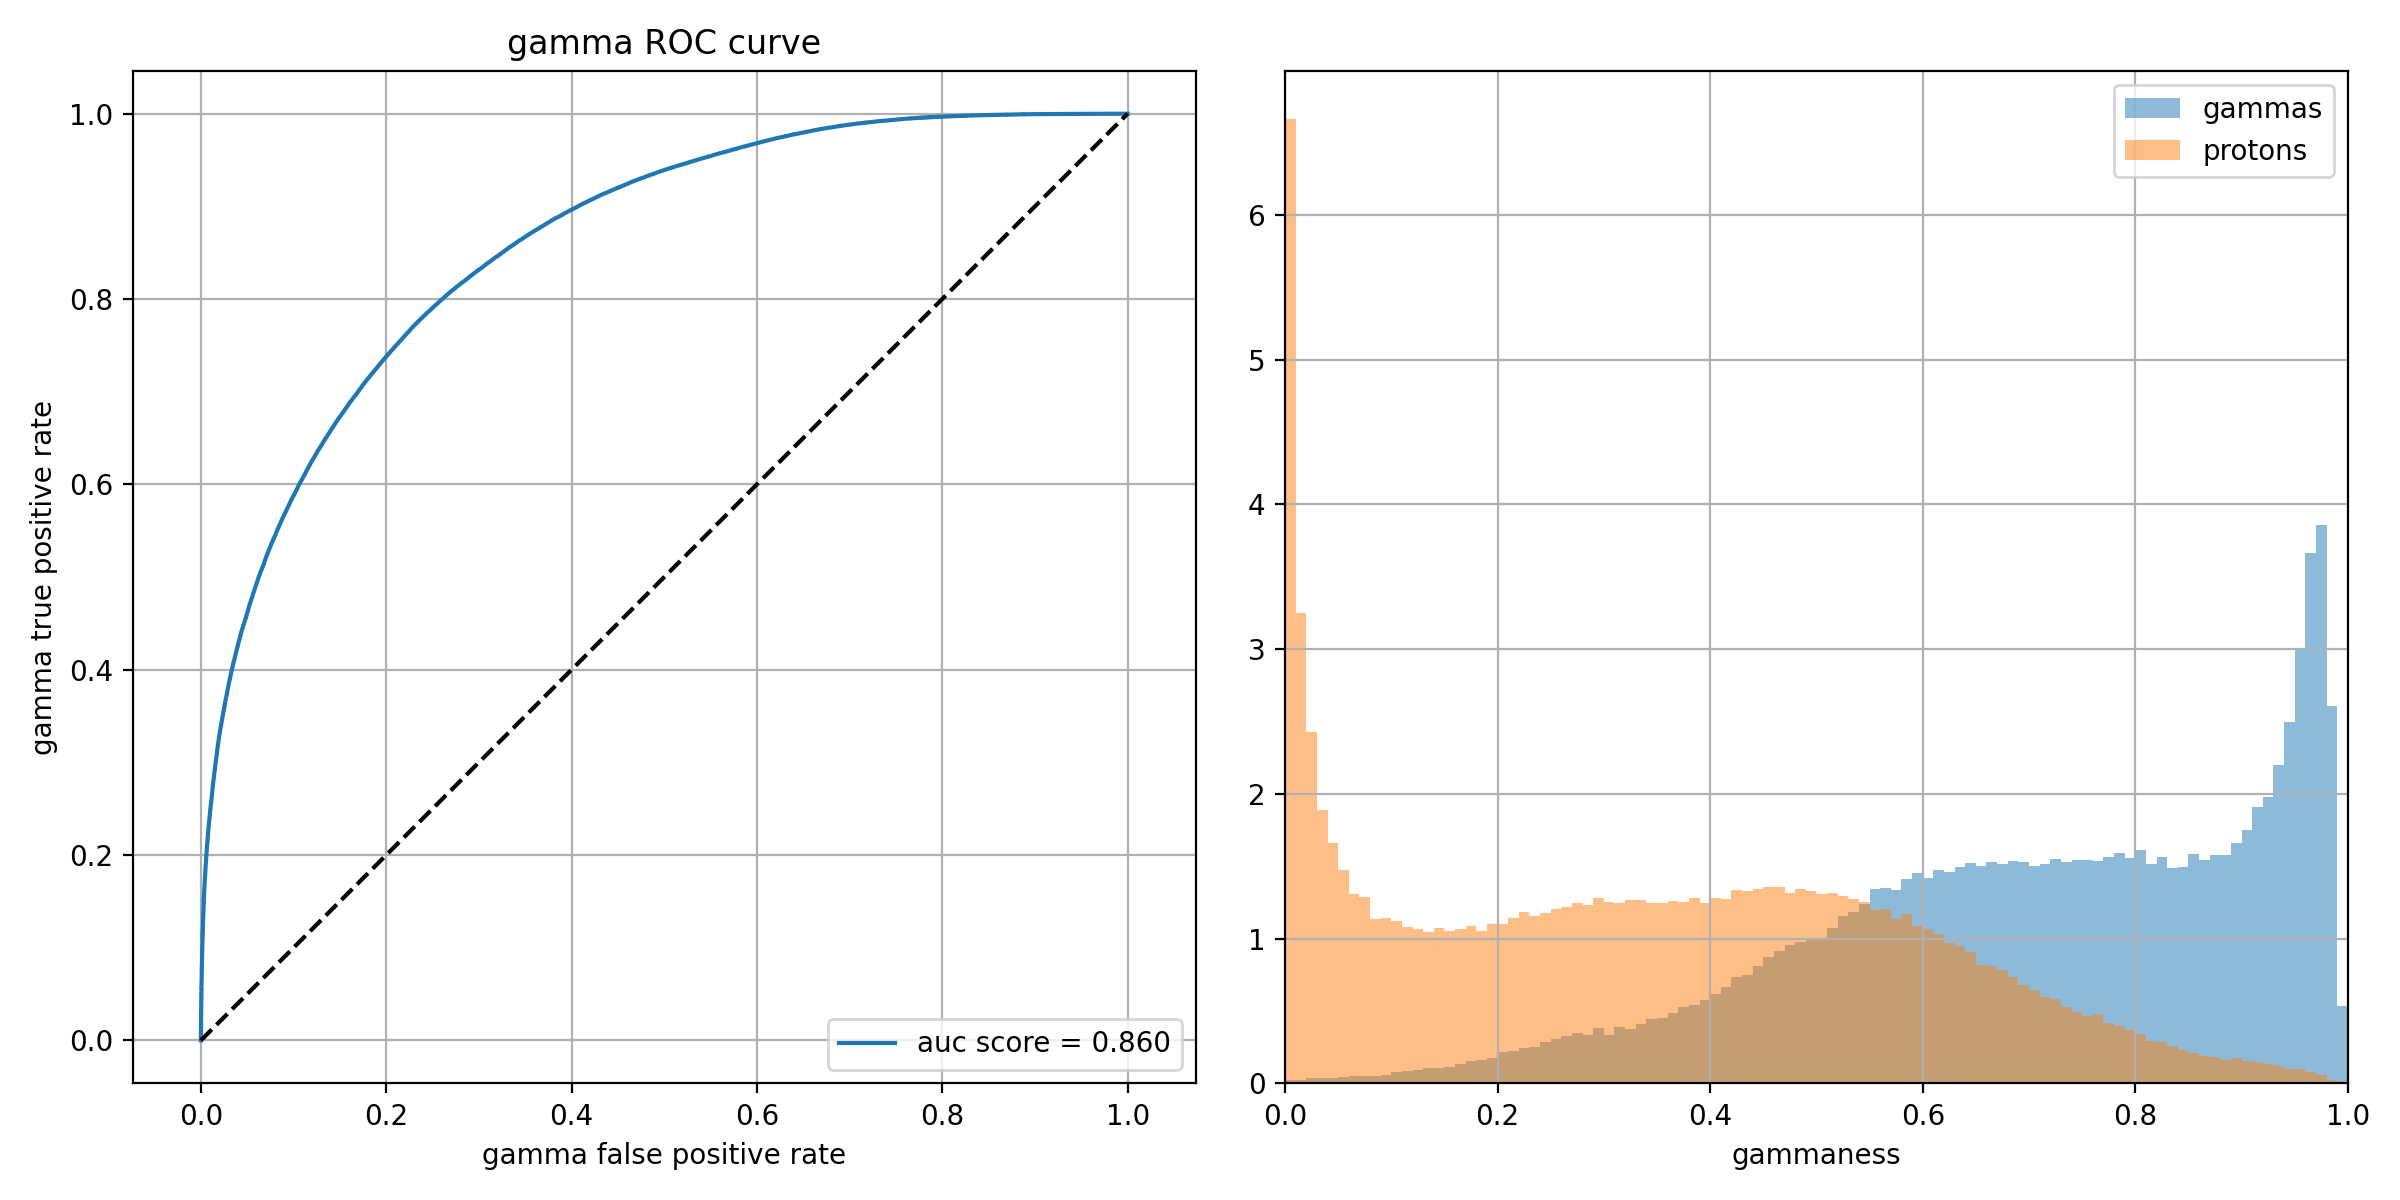 gamma ROC curve
gamma true positive rate
1.0
0.8
0.6
0.4
0.2
0.0
0.0 0.2 0.4 0.6 0.8 1.0
gamma false positive rate
auc score = 0.860
gammas
protons
6
5
4
3
2
1
0
0.0 0.2 0.4 0.6 0.8 1.0
gammaness